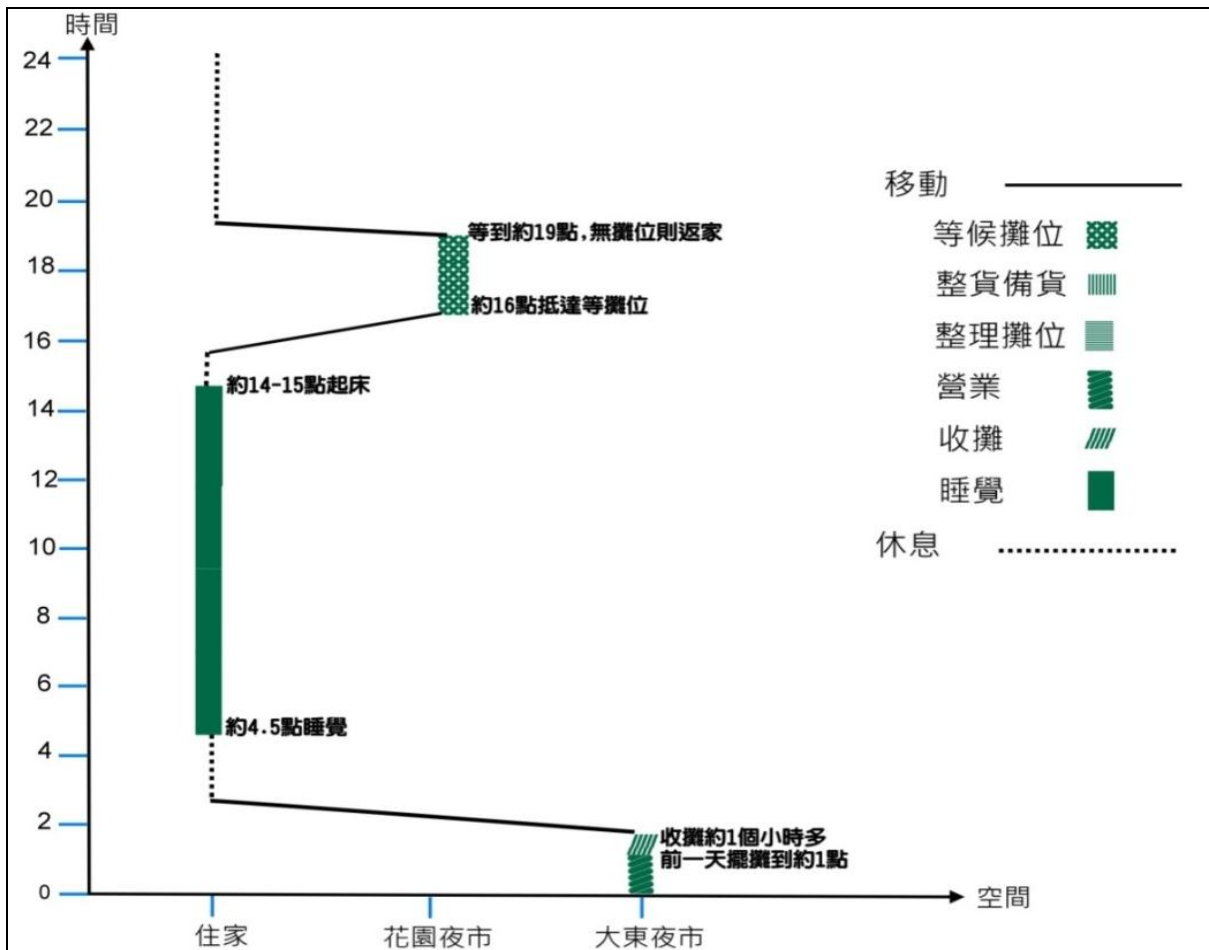 時間
24
22
20
18
16
14
12
10
8
6
4
2
0
等到約19點,無攤位則返家
約16點抵達等攤位
約14-15點起床
約4.5點睡覺
收攤約1個小時多
前一天擺攤到約1點
住家
花園夜市
大東夜市
空間
移動
等候攤位
整貨備貨
整理攤位
營業
收攤
睡覺
休息